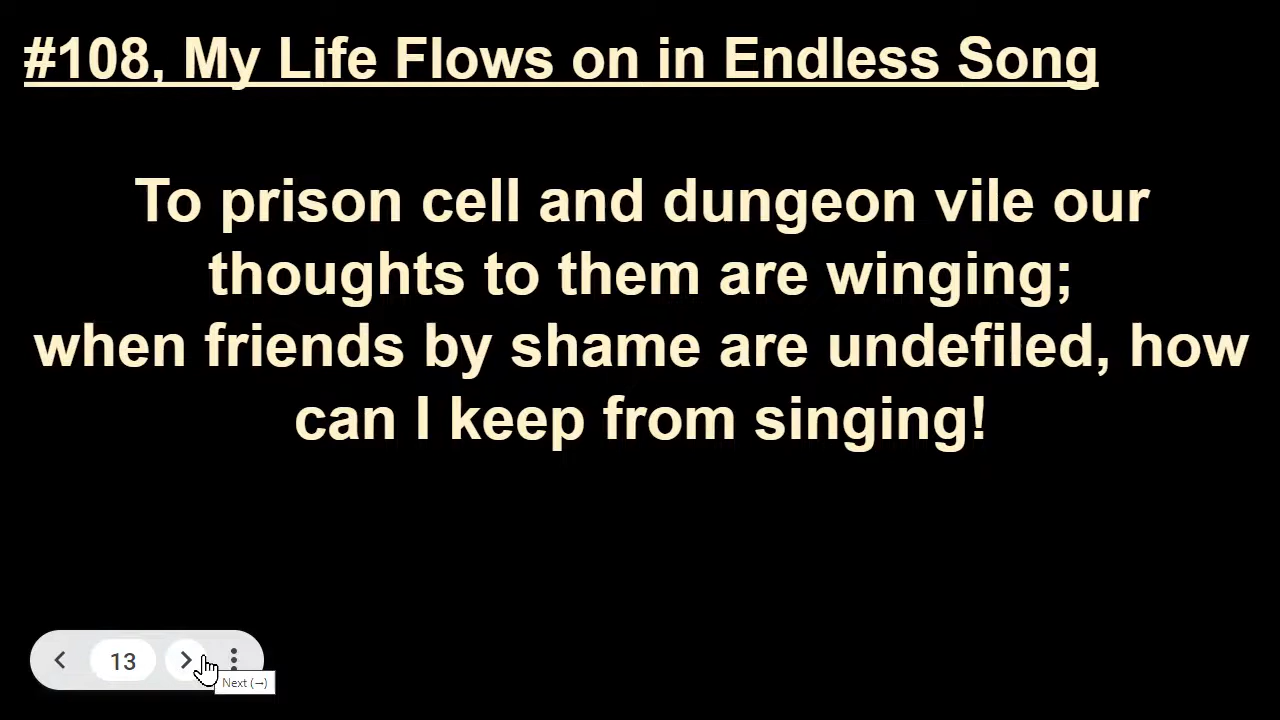 #108, My Life Flows on in Endless Song
To prison cell and dungeon vile our
thoughts to them are winging;
when friends by shame are undefiled, how
can I keep from singing!
13
Next (→)